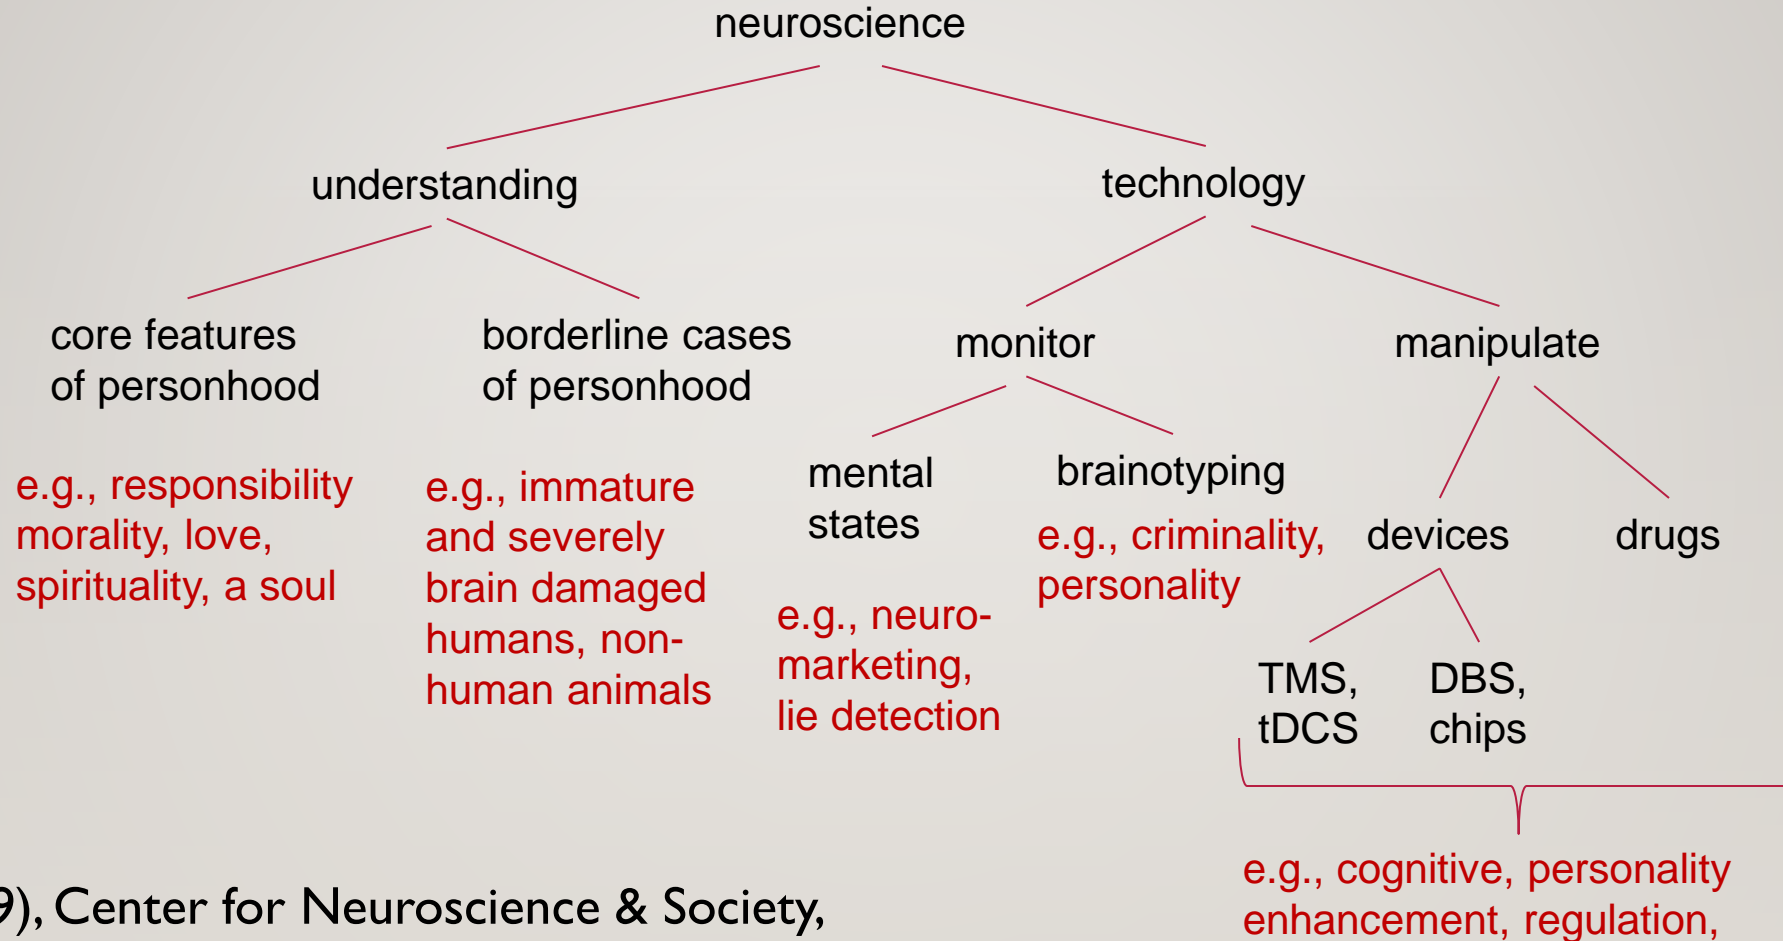 neuroscience
understanding
technology
core features
of personhood
borderline cases
of personhood
monitor
manipulate
e.g., responsibility
morality, love,
spirituality, a soul
e.g., immature
and severely
brain damaged
humans, non-
human animals
mental
states
e.g., neuro-
marketing,
lie detection
brainotyping
e.g., criminality,
personality
devices
drugs
TMS,
tDCS
DBS,
chips
e.g., cognitive, personality
enhancement, regulation,
9), Center for Neuroscience & Society,